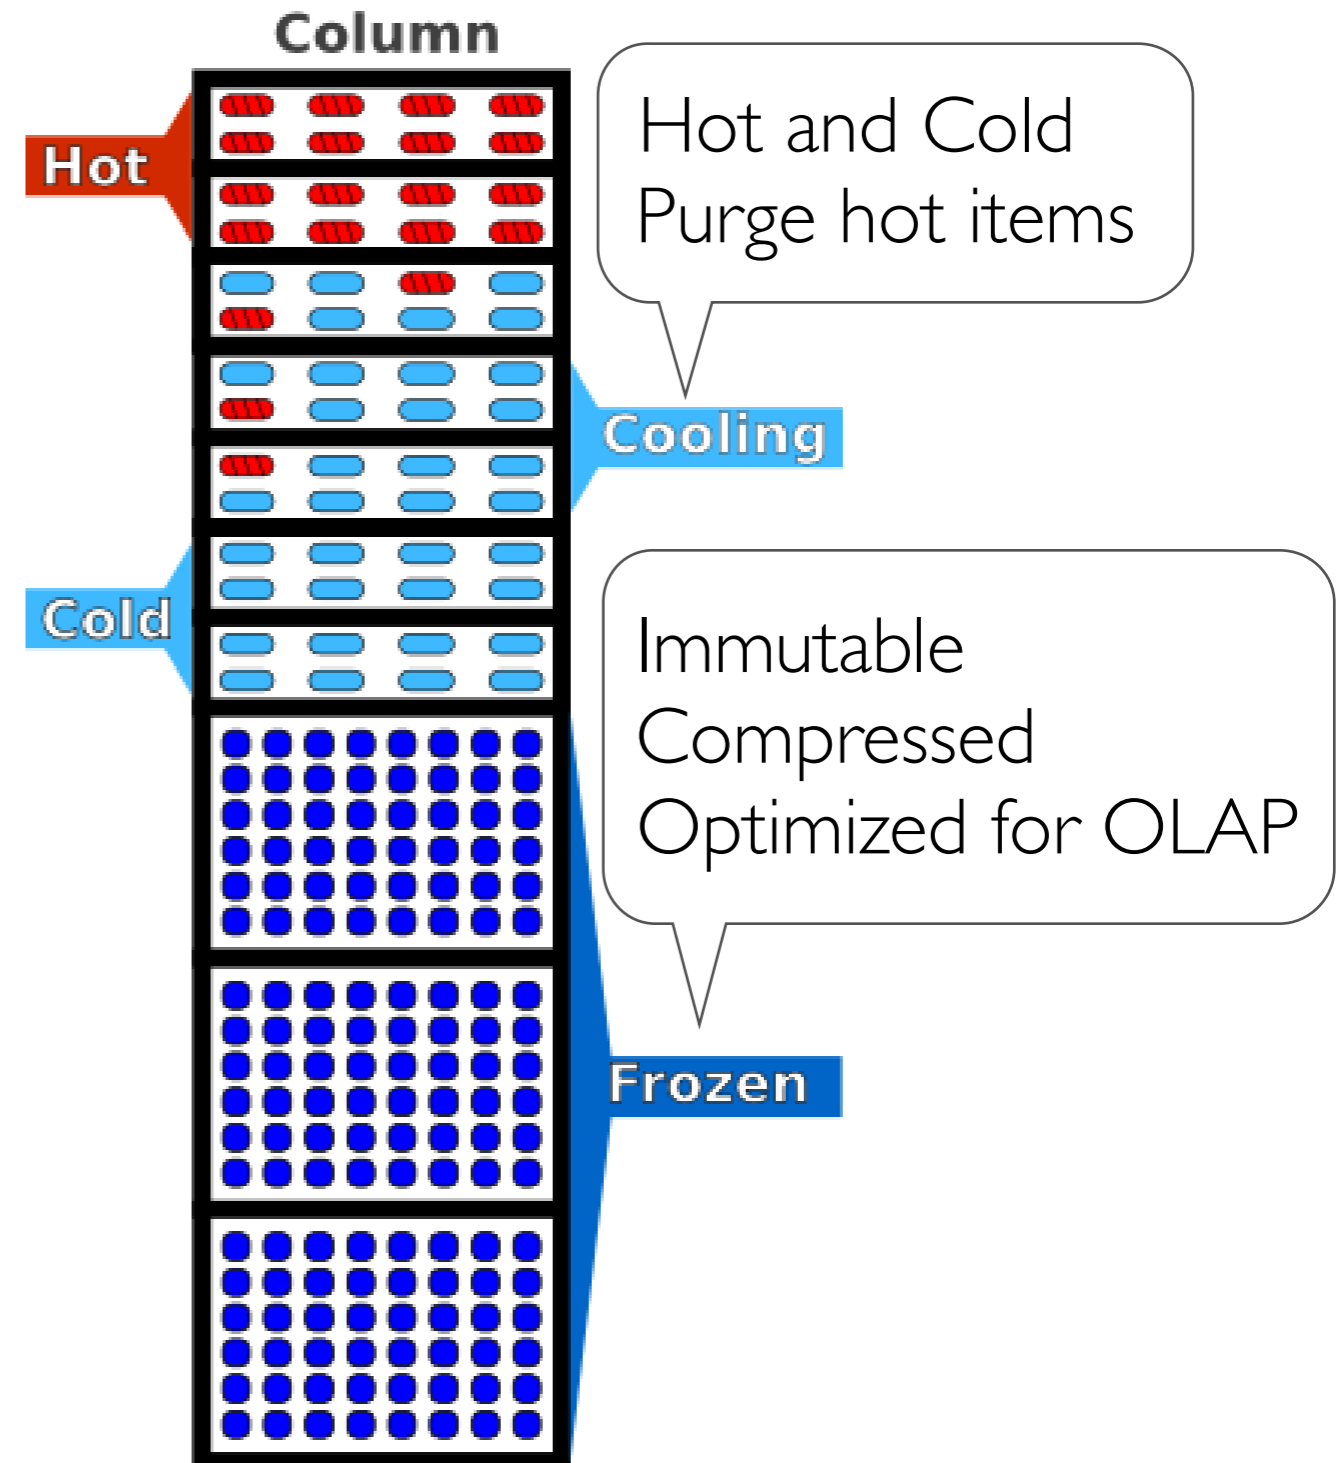 Column
Hot
Hot and Cold
Purge hot items
Cooling
Cold
Immutable
Compressed
Optimized for OLAP
Frozen